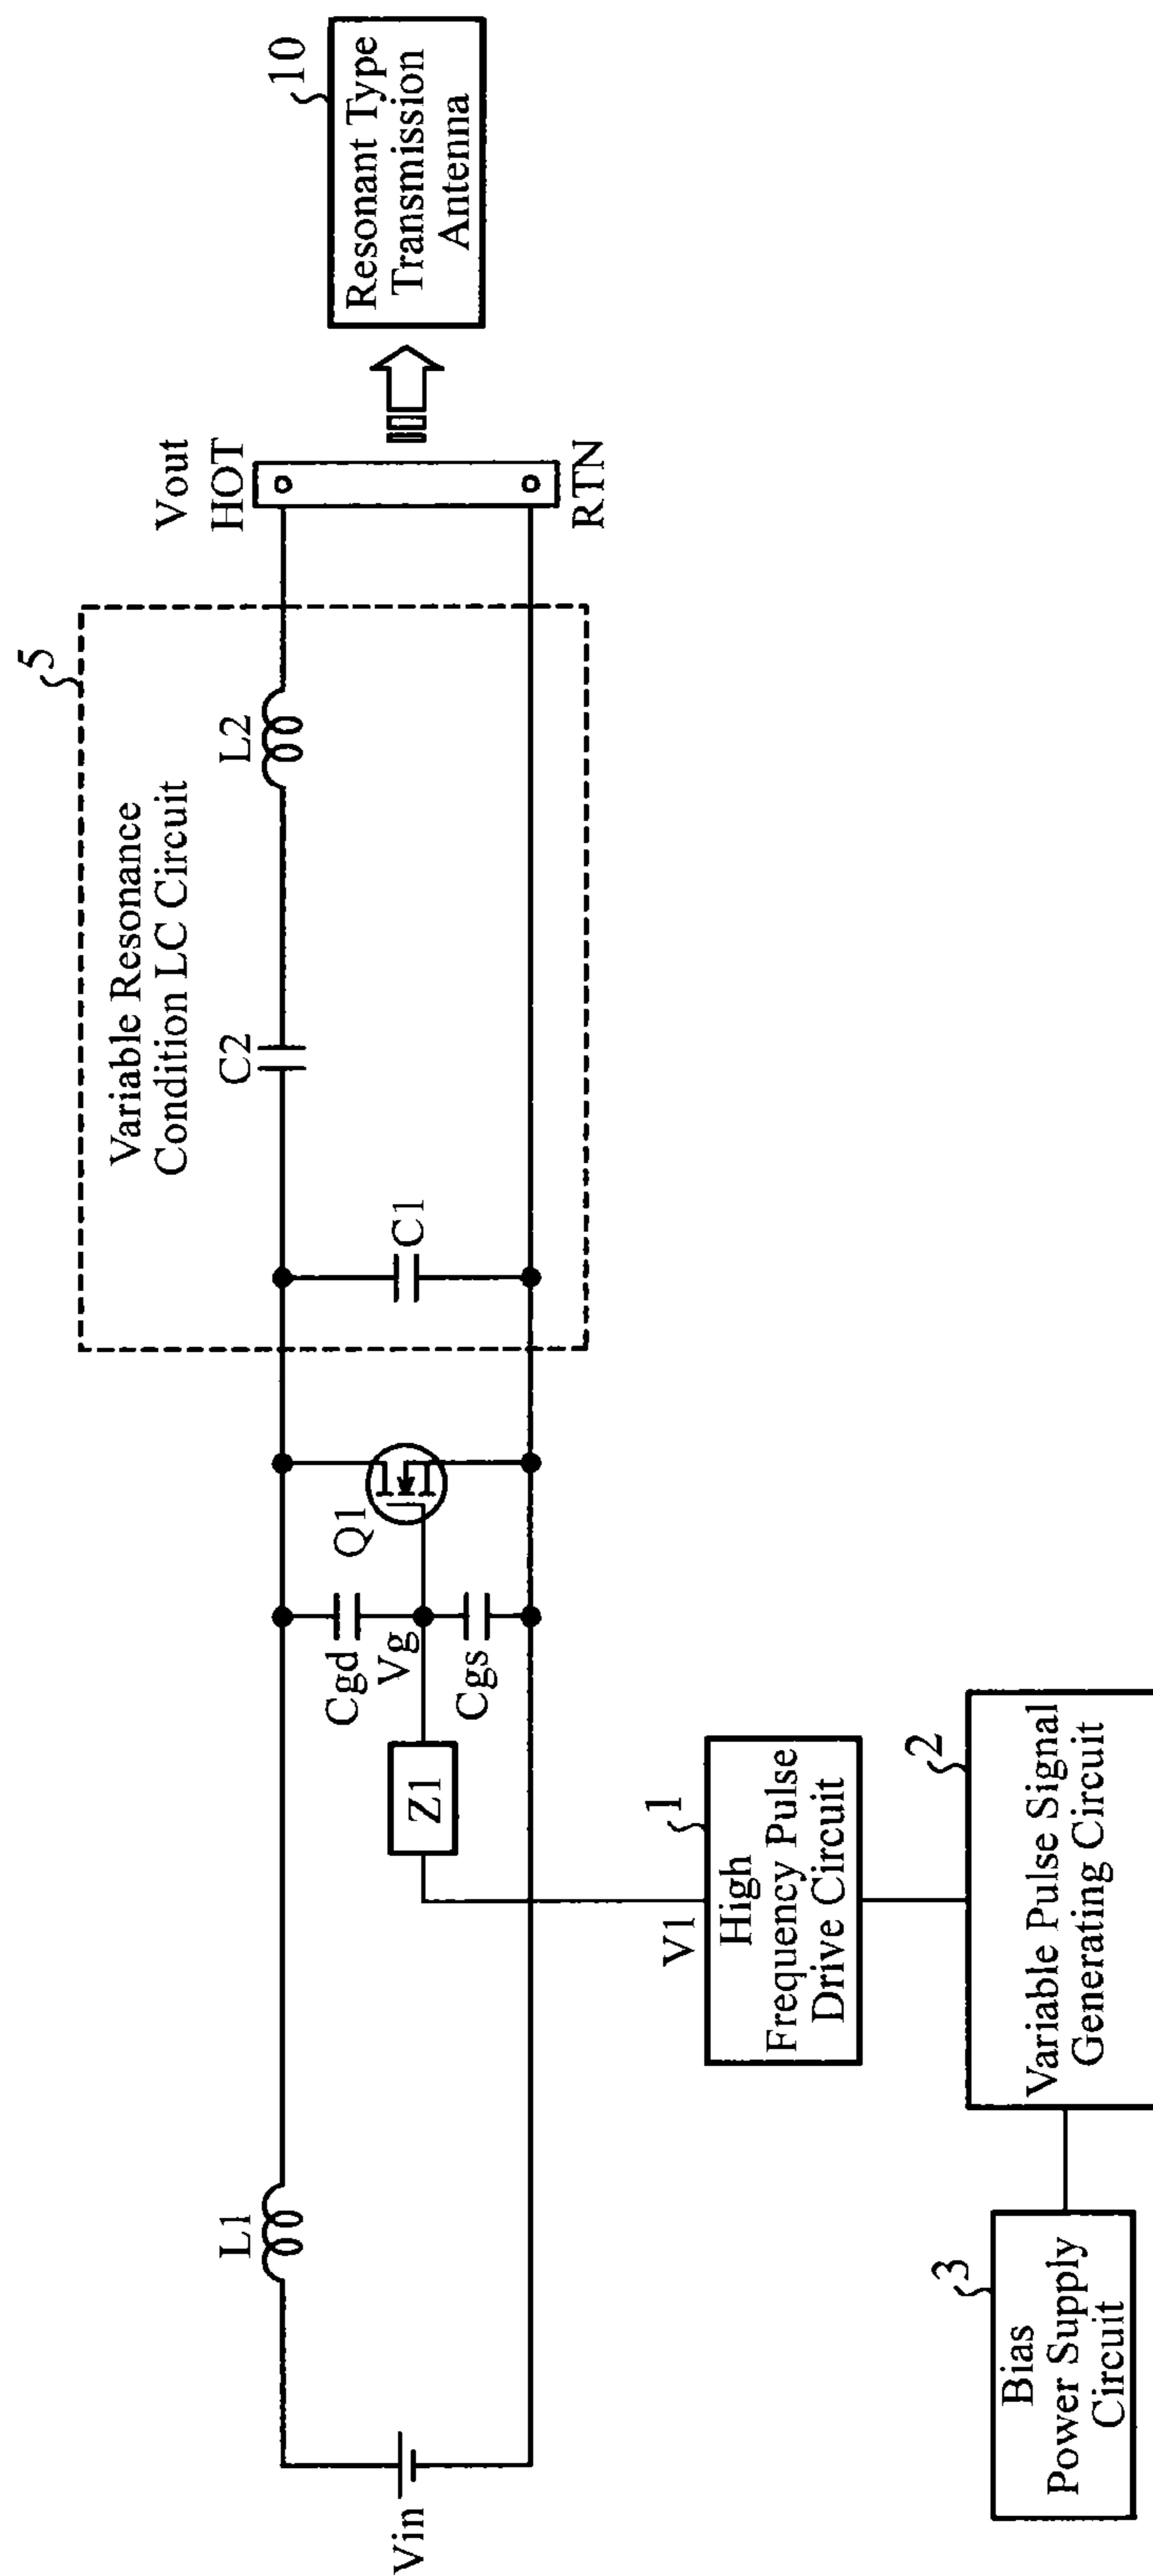 5
Variable Resonance
Condition LC Circuit
Vout
HOT
10
Resonant Type
Transmission
Antenna
L1
C2
L2
Vin
Cgd
Q1
Vg
C1
Z1
Cgs
RTN
V1
1
High
Frequency Pulse
Drive Circuit
3
Bias
Power Supply
Circuit
2
Variable Pulse Signal
Generating Circuit